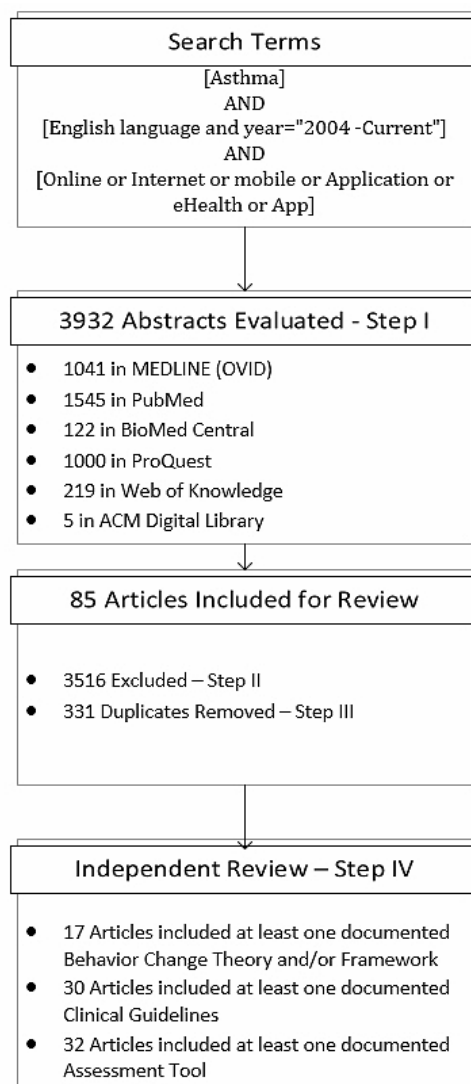 Search Terms
[Asthma]
AND
[English language and year="2004 -Current"]
AND
[Online or Internet or mobile or Application or
eHealth or App]
3932 Abstracts Evaluated - Step I
● 1041 in MEDLINE (OVID)
● 1545 in PubMed
● 122 in BioMed Central
● 1000 in ProQuest
● 219 in Web of Knowledge
● 5 in ACM Digital Library
85 Articles Included for Review
● 3516 Excluded – Step II
● 331 Duplicates Removed – Step III
Independent Review – Step IV
● 17 Articles included at least one documented
Behavior Change Theory and/or Framework
● 30 Articles included at least one documented
Clinical Guidelines
● 32 Articles included at least one documented
Assessment Tool